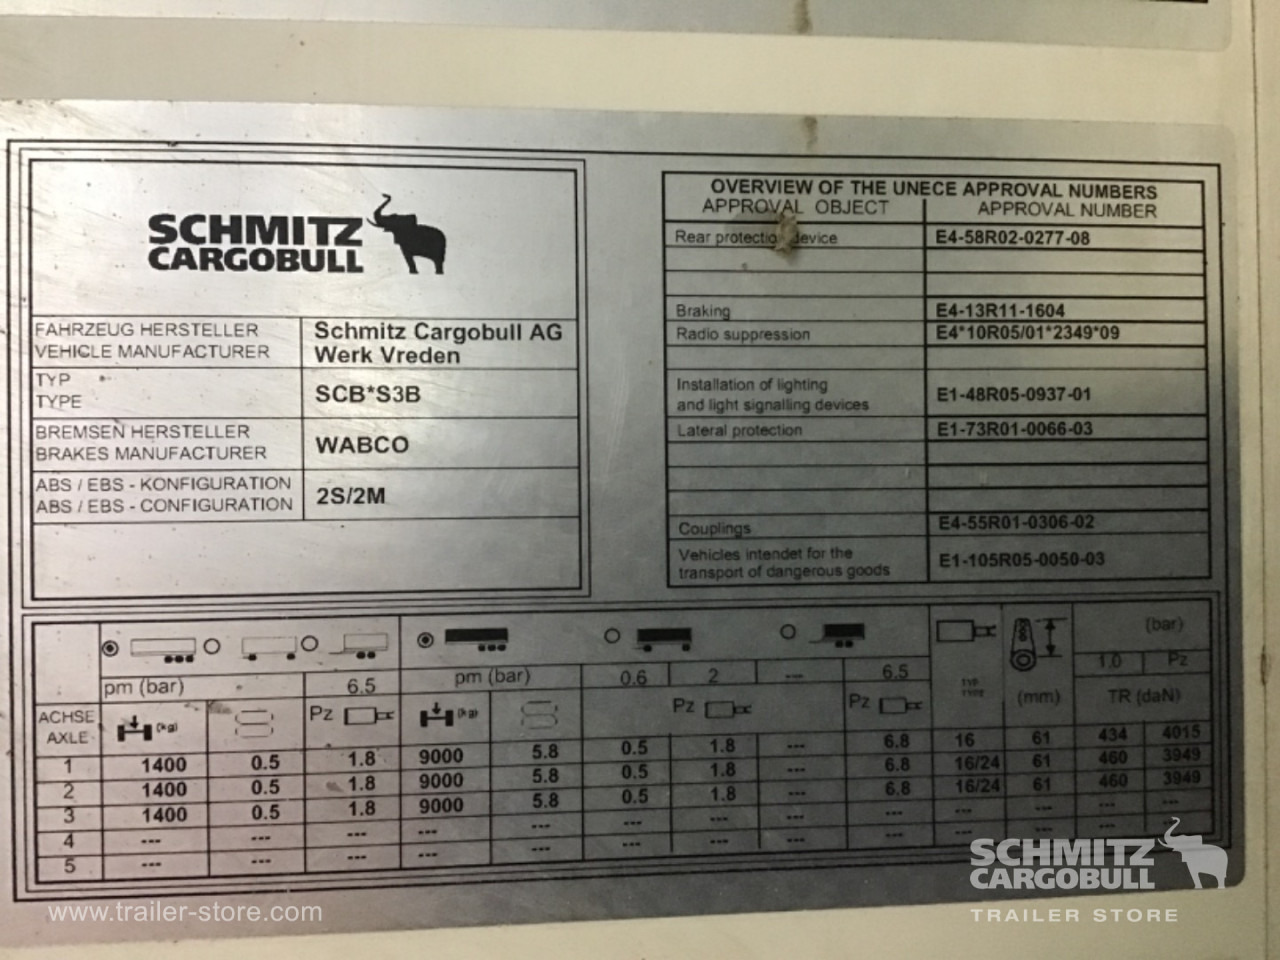 SCHMITZ
CARGOBULL
FAHRZEUG HERSTELLER
VEHICLE MANUFACTURER
Schmitz Cargobull AG
Werk Vreden
TYP
TYPE
SCB*S3B
BREMSEN HERSTELLER
BRAKES MANUFACTURER
WABCO
ABS / EBS - KONFIGURATION
ABS / EBS - CONFIGURATION
2S/2M
OVERVIEW OF THE UNECE APPROVAL NUMBERS
APPROVAL OBJECT APPROVAL NUMBER
Rear protection device E4-58R02-0277-08
Braking E4-13R11-1604
Radio suppression E4*10R05/01*2349*09
Installation of lighting
and light signalling devices E1-48R05-0937-01
Lateral protection E1-73R01-0066-03
Couplings E4-55R01-0306-02
Vehicles intendet for the
transport of dangerous goods E1-105R05-0050-03
pm (bar) 6.5 pm (bar) 0.6 2 --- 6.5 (bar)
1.0 Pz
ACHSE
AXLE
(kg) Pz (kg) Pz Pz TYP
TYPE (mm) TR (daN)
1 1400 0.5 1.8 9000 5.8 0.5 1.8 --- 6.8 16 61 434 4015
2 1400 0.5 1.8 9000 5.8 0.5 1.8 --- 6.8 16/24 61 460 3949
3 1400 0.5 1.8 9000 5.8 0.5 1.8 --- 6.8 16/24 61 460 3949
4 --- --- --- --- --- --- --- --- --- --- --- --- ---
5 --- --- --- --- --- --- --- --- ---
www.trailer-store.com
SCHMITZ
CARGOBULL
TRAILER STORE